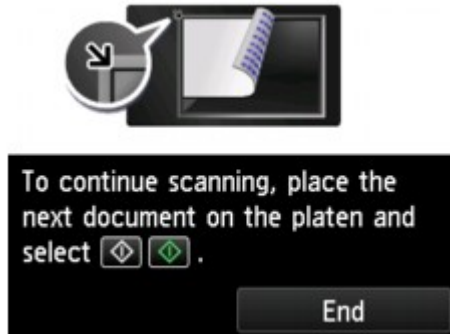 To continue scanning, place the
next document on the platen and
select .
End